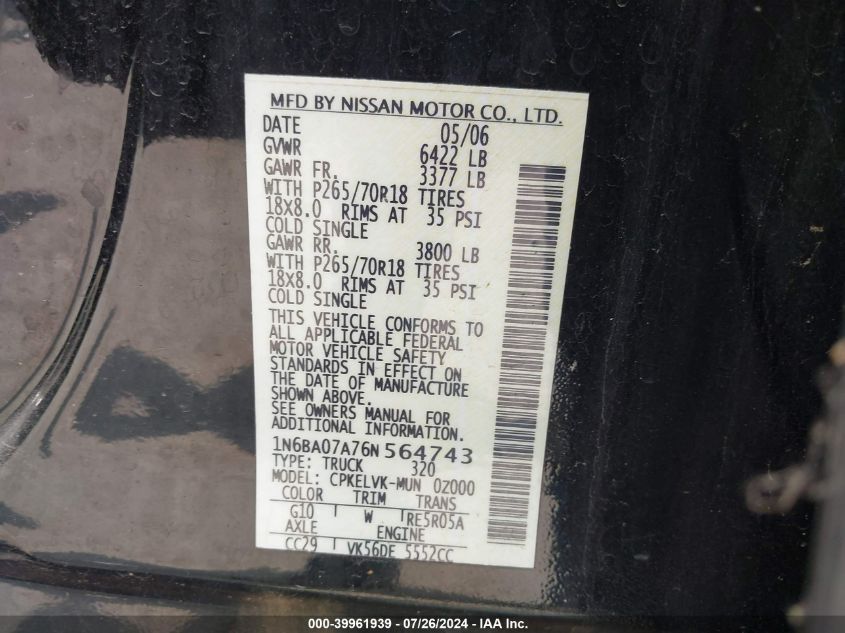 MFD BY NISSAN MOTOR CO., LTD.
DATE 05/06
GVWR 6422 LB
GAWR FR. 3377 LB
WITH P265/70R18 TIRES
18X8.0 RIMS AT 35 PSI
COLD SINGLE
GAWR RR. 3800 LB
WITH P265/70R18 TIRES
18X8.0 RIMS AT 35 PSI
COLD SINGLE
THIS VEHICLE CONFORMS TO
ALL APPLICABLE FEDERAL
MOTOR VEHICLE SAFETY
STANDARDS IN EFFECT ON
THE DATE OF MANUFACTURE
SHOWN ABOVE.
SEE OWNERS MANUAL FOR
ADDITIONAL INFORMATION.
1N6BA07A76N564743
TYPE: TRUCK 320
MODEL: CPKELVK-MUN 0Z000
COLOR TRIM TRANS
G10 W RE5R05A
AXLE ENGINE
CC29 VK56DE 5552CC
000-39961939 - 07/26/2024 - IAA Inc.